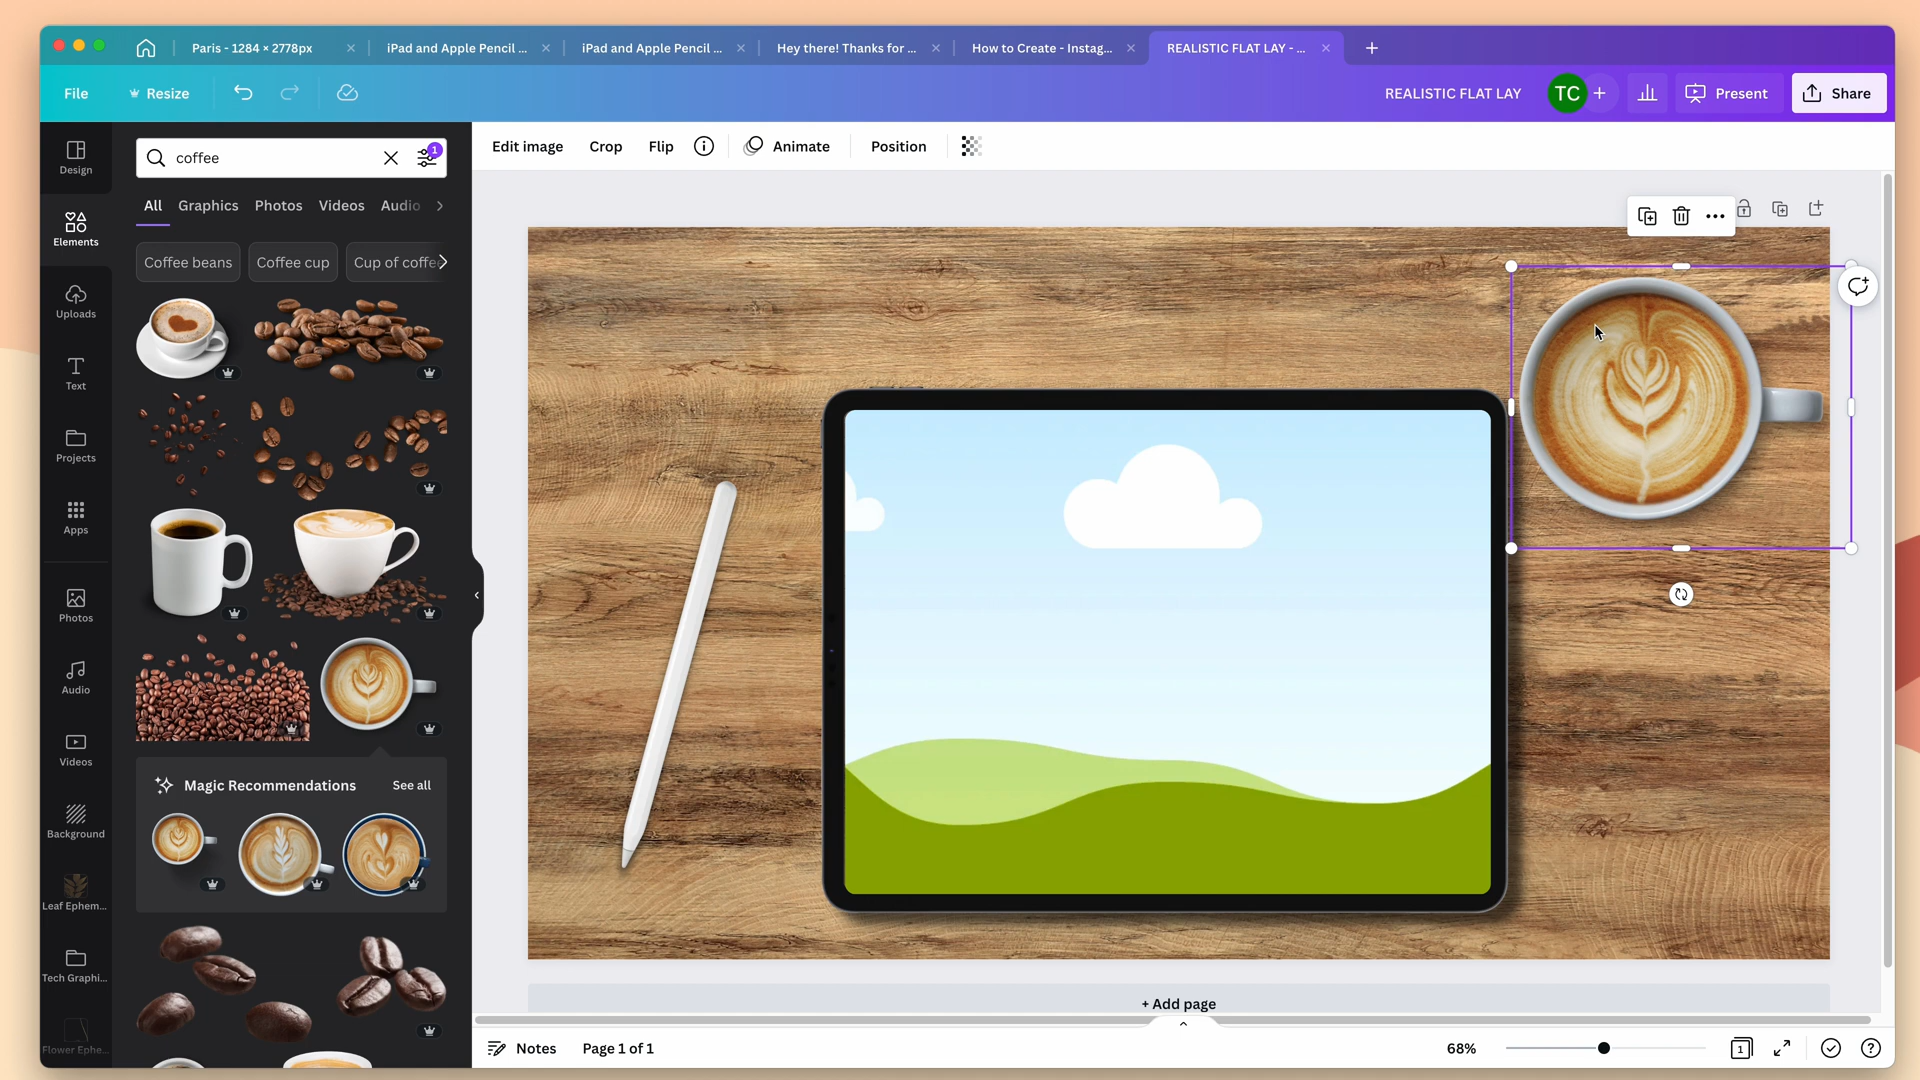 Paris - 1284 × 2778px
iPad and Apple Pencil ...
iPad and Apple Pencil ...
Hey there! Thanks for ...
How to Create - Instag...
REALISTIC FLAT LAY - ...
File
Resize
REALISTIC FLAT LAY
TC
Present
Share
Design
Elements
Uploads
Text
Projects
Apps
Photos
Audio
Videos
Background
Leaf Ephem...
Tech Graphi...
Flower Ephe...
coffee
1
All
Graphics
Photos
Videos
Audio
Coffee beans
Coffee cup
Cup of coffee
Magic Recommendations
See all
Edit image
Crop
Flip
Animate
Position
+ Add page
Notes
Page 1 of 1
68%
1